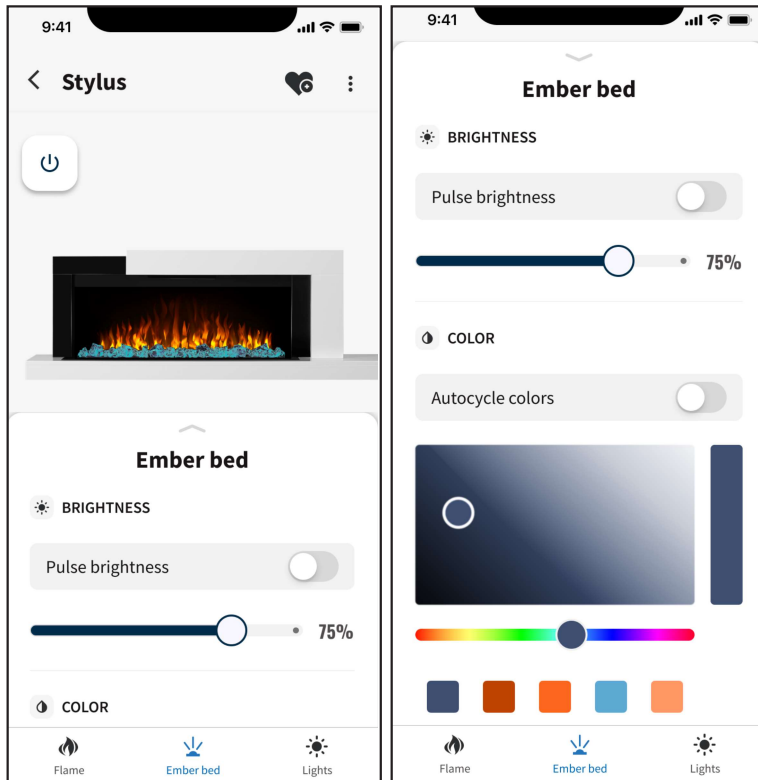 9:41
Stylus
Ember bed
BRIGHTNESS
Pulse brightness
75%
COLOR
Flame
Ember bed
Lights
9:41
Ember bed
BRIGHTNESS
Pulse brightness
75%
COLOR
Autocycle colors
Flame
Ember bed
Lights